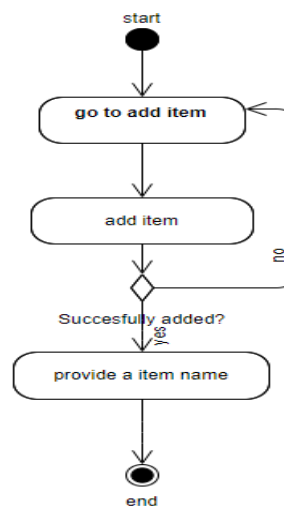 start
go to add item
add item
no
Succesfully added?
yes
provide a item name
end